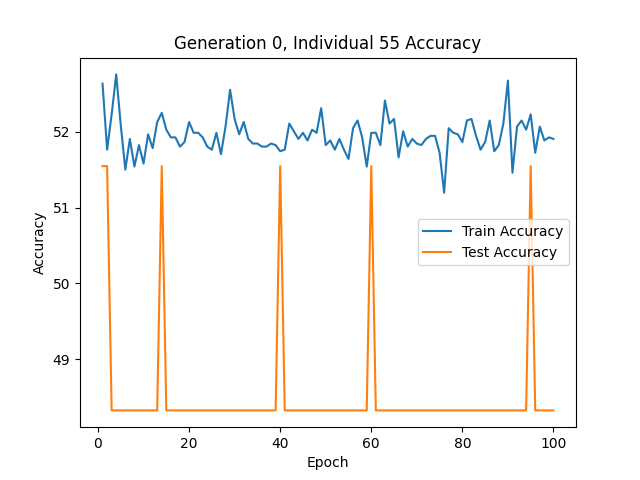 Generation 0, Individual 55 Accuracy
52
51
50
49
Accuracy
Train Accuracy
Test Accuracy
0 20 40 60 80 100
Epoch